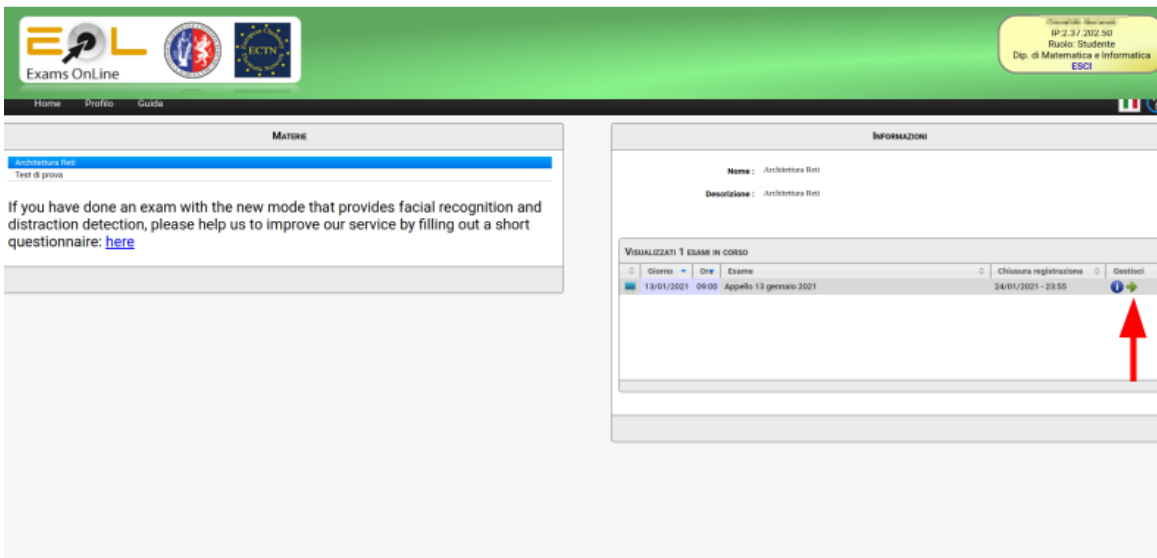 EOL
Exams OnLine
ECTN
IP:2.37.202.50
Ruolo: Studente
Dip. di Matematica e Informatica
ESCI
Home Profilo Guida
MATERIE
Architettura Reti
Test di prova
If you have done an exam with the new mode that provides facial recognition and
distraction detection, please help us to improve our service by filling out a short
questionnaire: here
INFORMAZIONI
Nome : Architettura Reti
Descrizione : Architettura Reti
VISUALIZZATI 1 ESAMI IN CORSO
Giorno Ore Esame Chiusura registrazione Gestisci
13/01/2021 09:00 Appello 13 gennaio 2021 24/01/2021 - 23:55